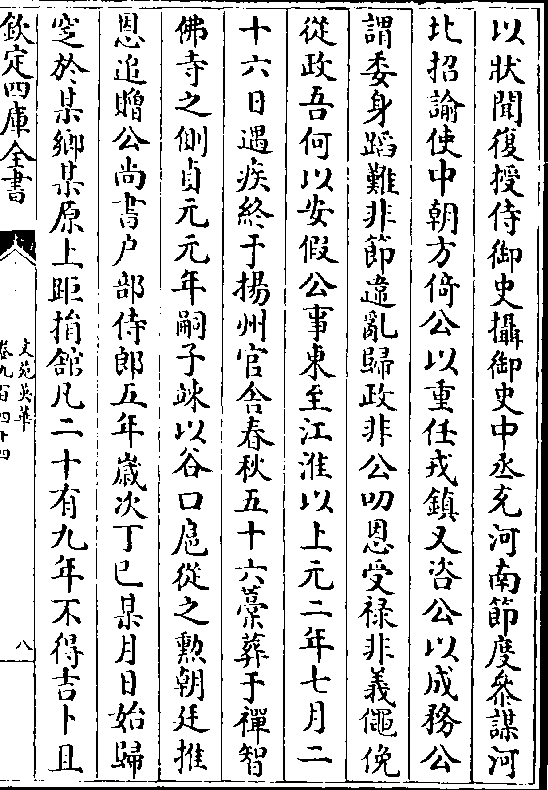 以狀聞復授侍御史攝御史中丞充河南節度叅謀河
北招諭使中朝方倚公以重任戎鎮又咨公以成務公
謂委身蹈難非節違亂歸政非公叨恩受祿非義僶俛
從政吾何以安假公事東至江淮以上元二年七月二
十六日遇疾終于揚州官舍春秋五十六藁葬于禪智
佛寺之側貞元元年嗣子竦以谷口扈從之勲朝廷推
恩追贈公尚書户部侍郎五年嵗次丁巳某月日始歸
窆於某鄉某原上距捐舘凡二十有九年不得吉卜且
欽定四庫全書
文苑英華
卷九百四十四
八